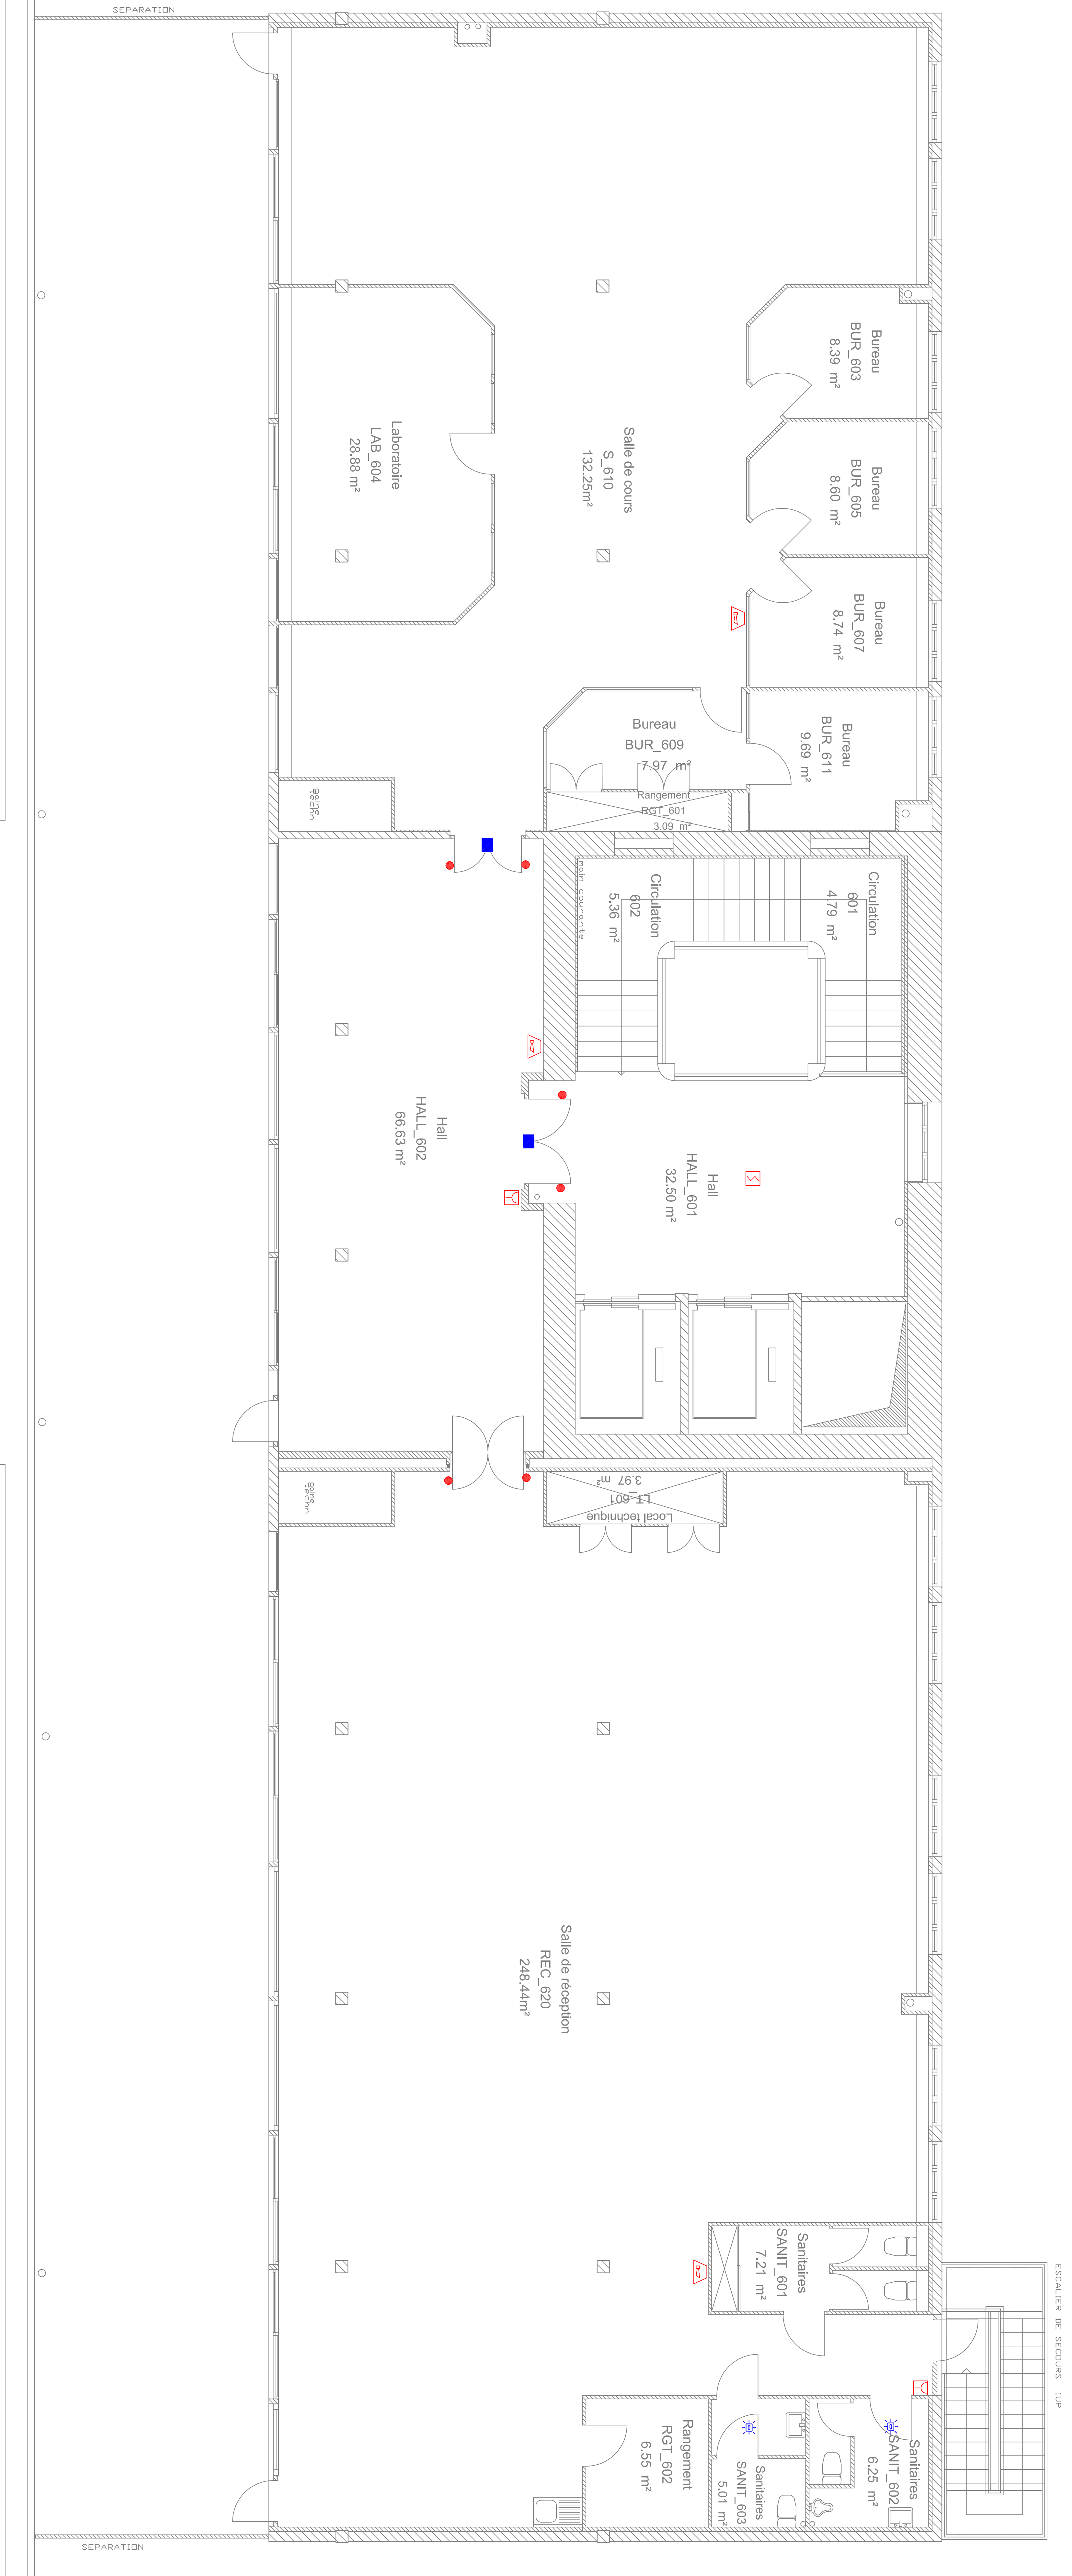 SEPARATION
Bureau
BUR_603
8.39 m²
Bureau
BUR_605
8.60 m²
Salle de cours
S_610
132.25m²
Laboratoire
LAB_604
28.88 m²
Bureau
BUR_607
8.74 m²
Bureau
BUR_611
9.69 m²
Bureau
BUR_609
7.97 m²
Rangement
RGT_601
3.09 m²
gaine
techn
main courante
Circulation
601
4.79 m²
Circulation
602
5.36 m²
Hall
HALL_602
66.63 m²
Hall
HALL_601
32.50 m²
gaine
techn
Local technique
LT_601
3.97 m²
Salle de réception
REC_620
248.44m²
Sanitaires
SANIT_601
7.21 m²
ESCALIER DE SECOURS 1UP
Rangement
RGT_602
6.55 m²
Sanitaires
SANIT_603
5.01 m²
Sanitaires
SANIT_602
6.25 m²
SEPARATION